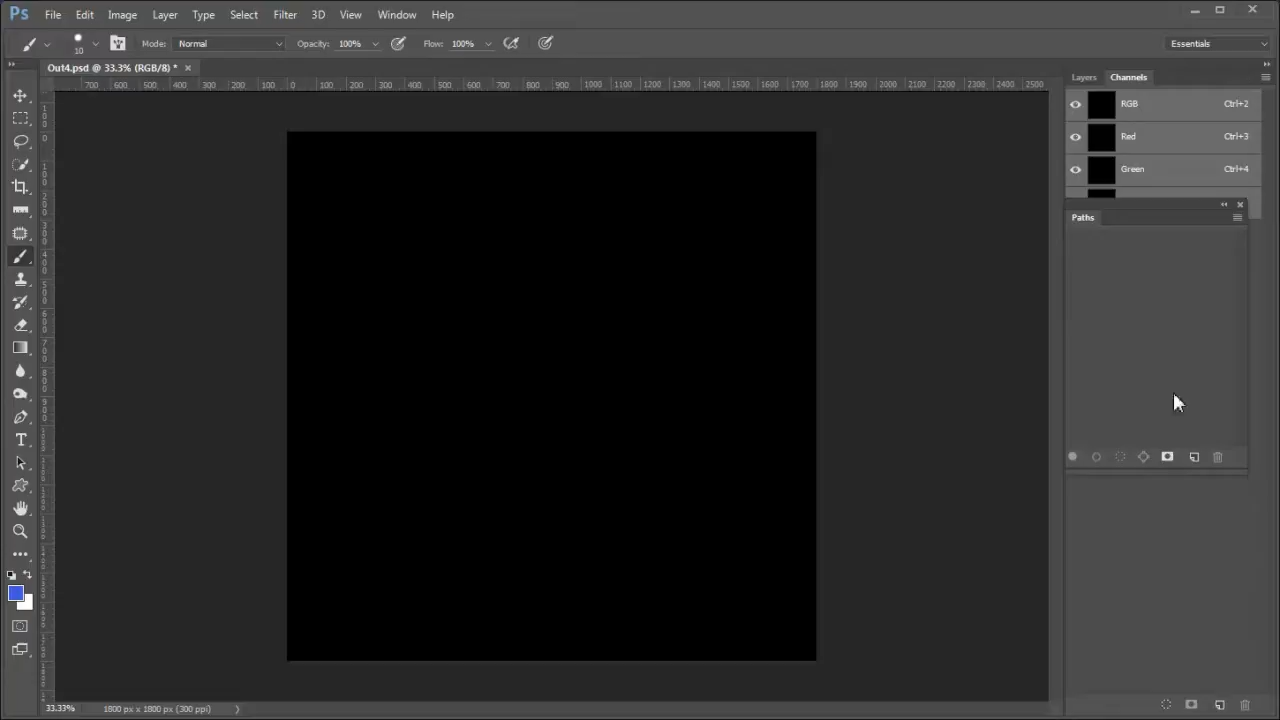 Ps File Edit Image Layer Type Select Filter 3D View Window Help
10 Mode: Normal Opacity: 100% Flow: 100% Essentials
Out4.psd @ 33.3% (RGB/8) * ×
Layers Channels
700 600 500 400 300 200 100 0 100 200 300 400 500 600 700 800 900 1000 1100 1200 1300 1400 1500 1600 1700 1800 1900 2000 2100 2200 2300 2400 2500
RGB Ctrl+2
Red Ctrl+3
Green Ctrl+4
Paths
33.33% 1800 px x 1800 px (300 ppi)